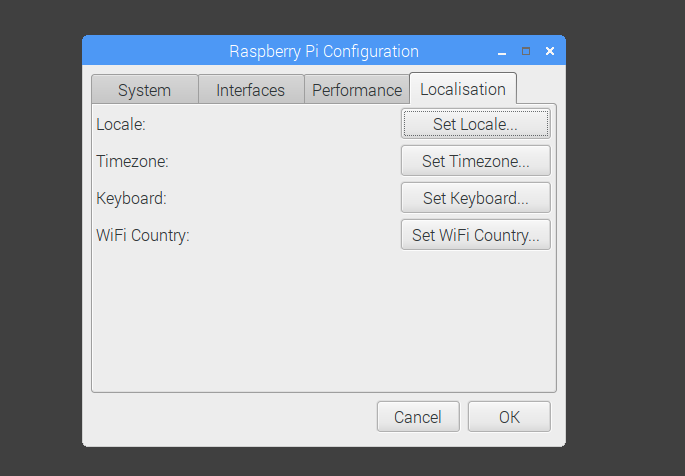 Raspberry Pi Configuration
System Interfaces Performance Localisation
Locale: Set Locale...
Timezone: Set Timezone...
Keyboard: Set Keyboard...
WiFi Country: Set WiFi Country...
Cancel OK